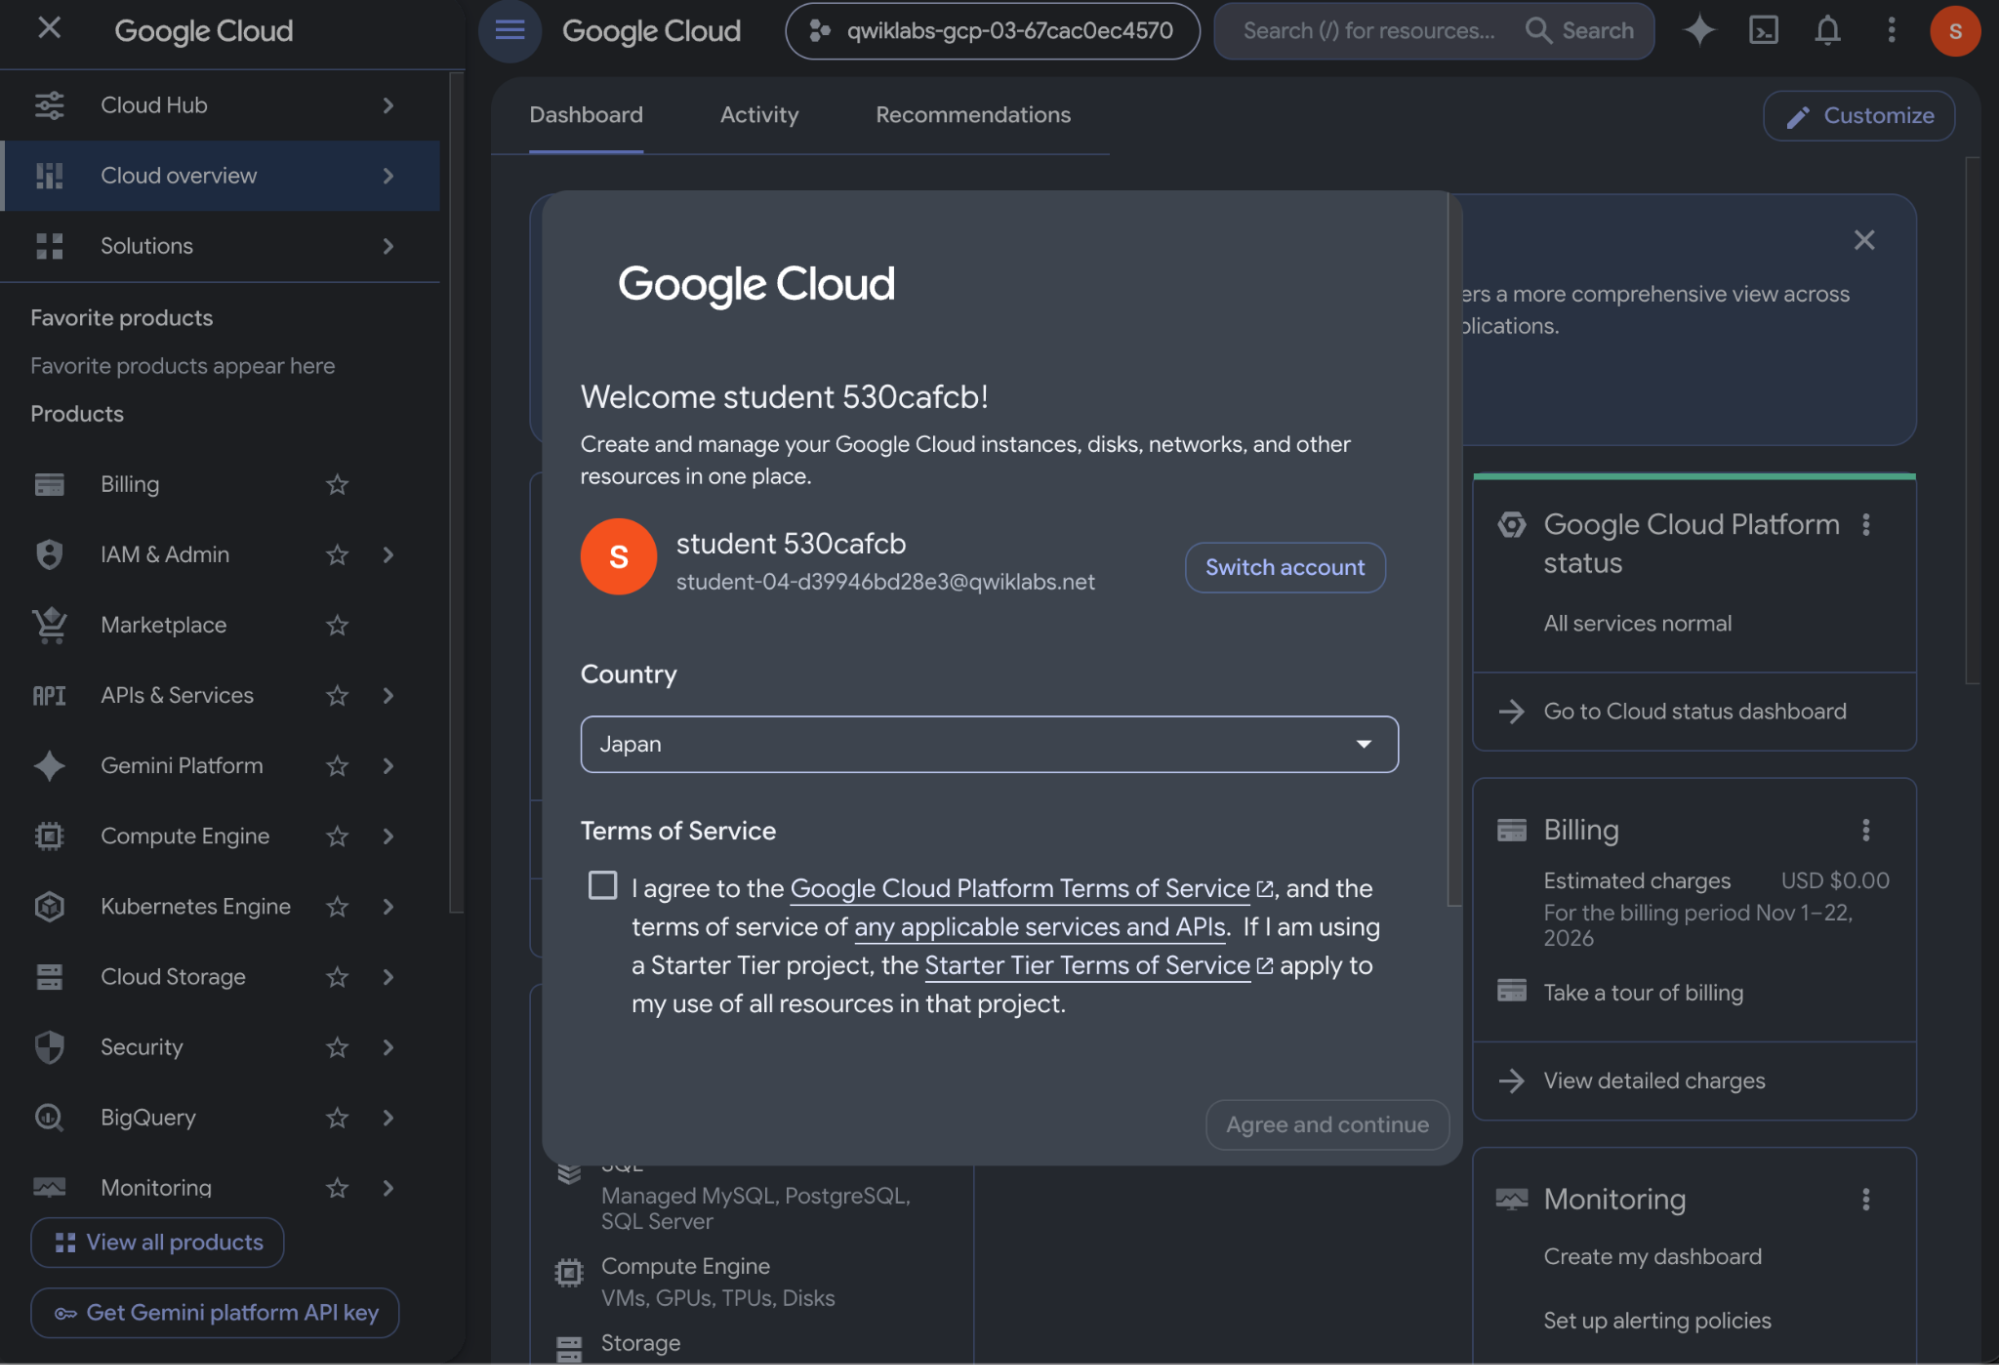 Google Cloud
Cloud Hub
Cloud overview
Solutions
Favorite products
Favorite products appear here
Products
Billing
IAM & Admin
Marketplace
API
APIs & Services
Gemini Platform
Compute Engine
Kubernetes Engine
Cloud Storage
Security
BigQuery
Monitoring
View all products
Get Gemini platform API key
Google Cloud
qwiklabs-gcp-03-67cac0ec4570
Search (/) for resources...
Search
S
Dashboard
Activity
Recommendations
Customize
ers a more comprehensive view across
olications.
Google Cloud
Welcome student 530cafcb!
Create and manage your Google Cloud instances, disks, networks, and other
resources in one place.
S
student 530cafcb
student-04-d39946bd28e3@qwiklabs.net
Switch account
Country
Japan
Terms of Service
I agree to the Google Cloud Platform Terms of Service, and the
terms of service of any applicable services and APIs. If I am using
a Starter Tier project, the Starter Tier Terms of Service apply to
my use of all resources in that project.
Agree and continue
SQL
Managed MySQL, PostgreSQL,
SQL Server
Compute Engine
VMs, GPUs, TPUs, Disks
Storage
Google Cloud Platform
status
All services normal
Go to Cloud status dashboard
Billing
Estimated charges USD $0.00
For the billing period Nov 1–22,
2026
Take a tour of billing
View detailed charges
Monitoring
Create my dashboard
Set up alerting policies